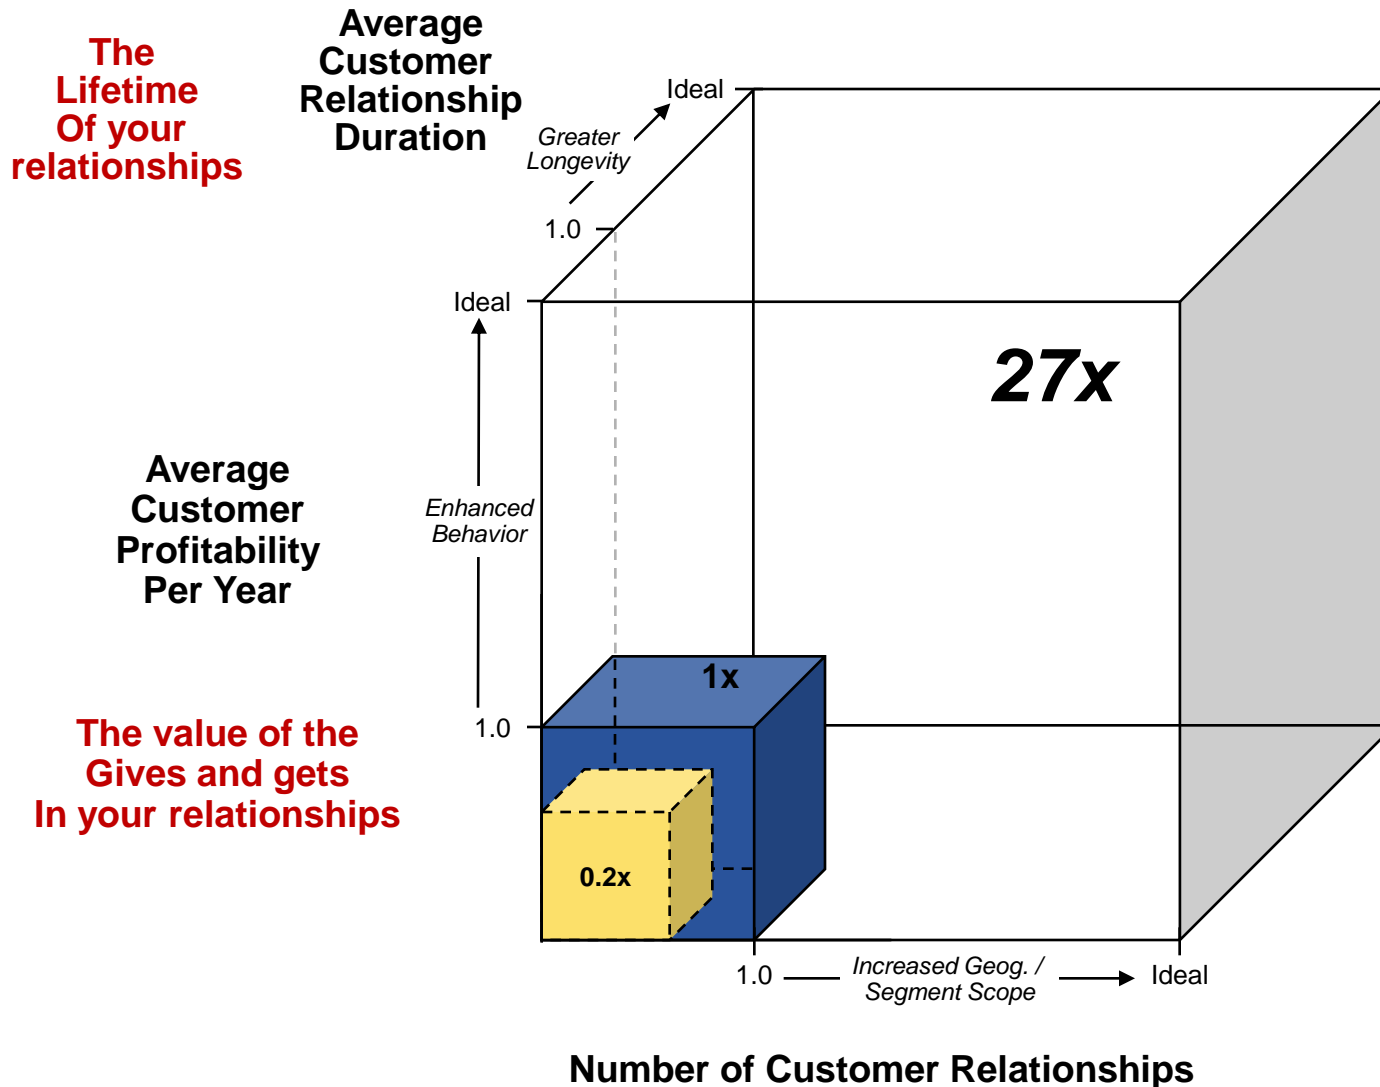 The
Lifetime
Of your
relationships
Average
Customer
Relationship
Duration
Ideal
Greater
Longevity
1.0
Ideal
27x
Enhanced
Behavior
Average
Customer
Profitability
Per Year
1x
1.0
The value of the
Gives and gets
In your relationships
0.2x
1.0
Increased Geog. /
Segment Scope
Ideal
Number of Customer Relationships